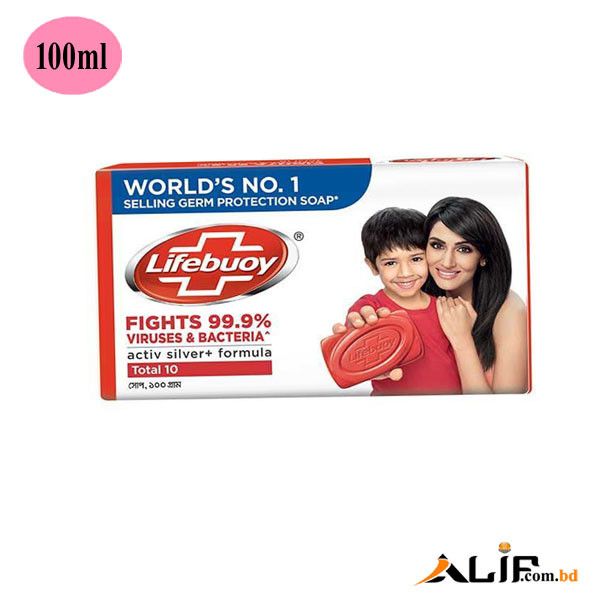 100ml
WORLD'S NO. 1
SELLING GERM PROTECTION SOAP*
Lifebuoy
®
FIGHTS 99.9%
VIRUSES & BACTERIA^
activ silver+ formula
Total 10
সোপ, ১০০ গ্রাম
Lifebuoy
ALIF.com.bd